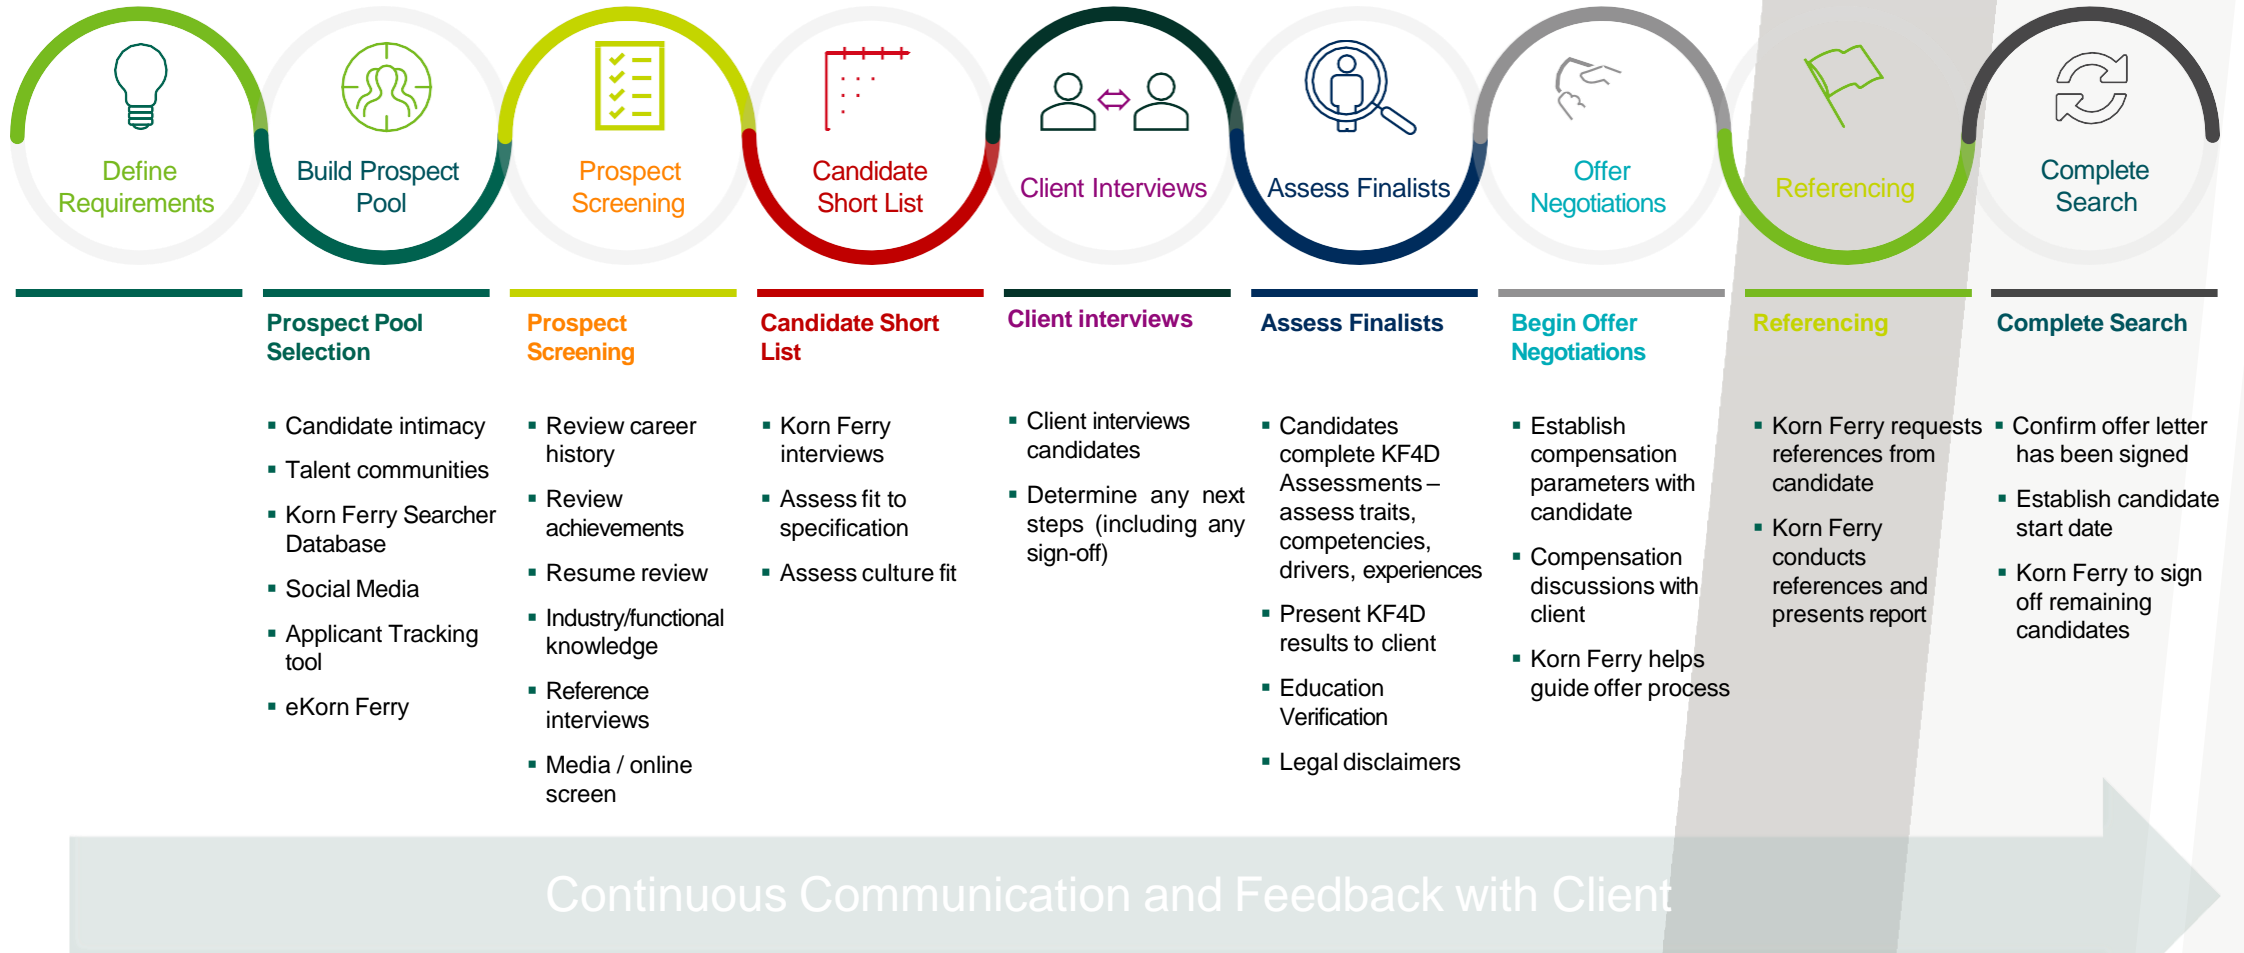 Define
Requirements
Build Prospect
Pool
Prospect
Screening
Candidate
Short List
Client Interviews
Assess Finalists
Offer
Negotiations
Referencing
Complete
Search
Prospect Pool
Selection
▪ Candidate intimacy
▪ Talent communities
▪ Korn Ferry Searcher
Database
▪ Social Media
▪ Applicant Tracking
tool
▪ eKorn Ferry
Prospect
Screening
▪ Review career
history
▪ Review
achievements
▪ Resume review
▪ Industry/functional
knowledge
▪ Reference
interviews
▪ Media / online
screen
Candidate Short
List
▪ Korn Ferry
interviews
▪ Assess fit to
specification
▪ Assess culture fit
Client interviews
▪ Client interviews
candidates
▪ Determine any next
steps (including any
sign-off)
Assess Finalists
▪ Candidates
complete KF4D
Assessments –
assess traits,
competencies,
drivers, experiences
▪ Present KF4D
results to client
▪ Education
Verification
▪ Legal disclaimers
Begin Offer
Negotiations
▪ Establish
compensation
parameters with
candidate
▪ Compensation
discussions with
client
▪ Korn Ferry helps
guide offer process
Referencing
▪ Korn Ferry requests
references from
candidate
▪ Korn Ferry
conducts
references and
presents report
Complete Search
▪ Confirm offer letter
has been signed
▪ Establish candidate
start date
▪ Korn Ferry to sign
off remaining
candidates
Continuous Communication and Feedback with Client